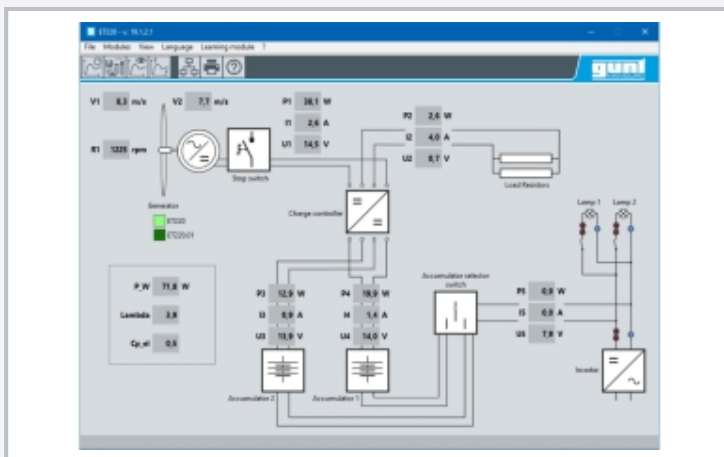 ET220 - v. 19.1.2.1
File Modules View Language Learning module ?
gunt
V1 8,3 m/s V2 7,7 m/s P1 38,1 W
I1 2,6 A
U1 14,5 V
P2 2,6 W
I2 4,0 A
U2 0,7 V
R1 1225 rpm
Stop switch
Load Resistors
Generator
ET220
ET220.01
Charge controller
Lamp 1 Lamp 2
P_W 71,8 W
Lambda 3,9
Cp_el 0,5
P3 12,9 W
I3 0,9 A
U3 13,9 V
P4 19,9 W
I4 1,4 A
U4 14,0 V
Accumulator selector
switch
P5 0,0 W
I5 0,0 A
U5 7,9 V
Inverter
Accumulator 2 Accumulator 1